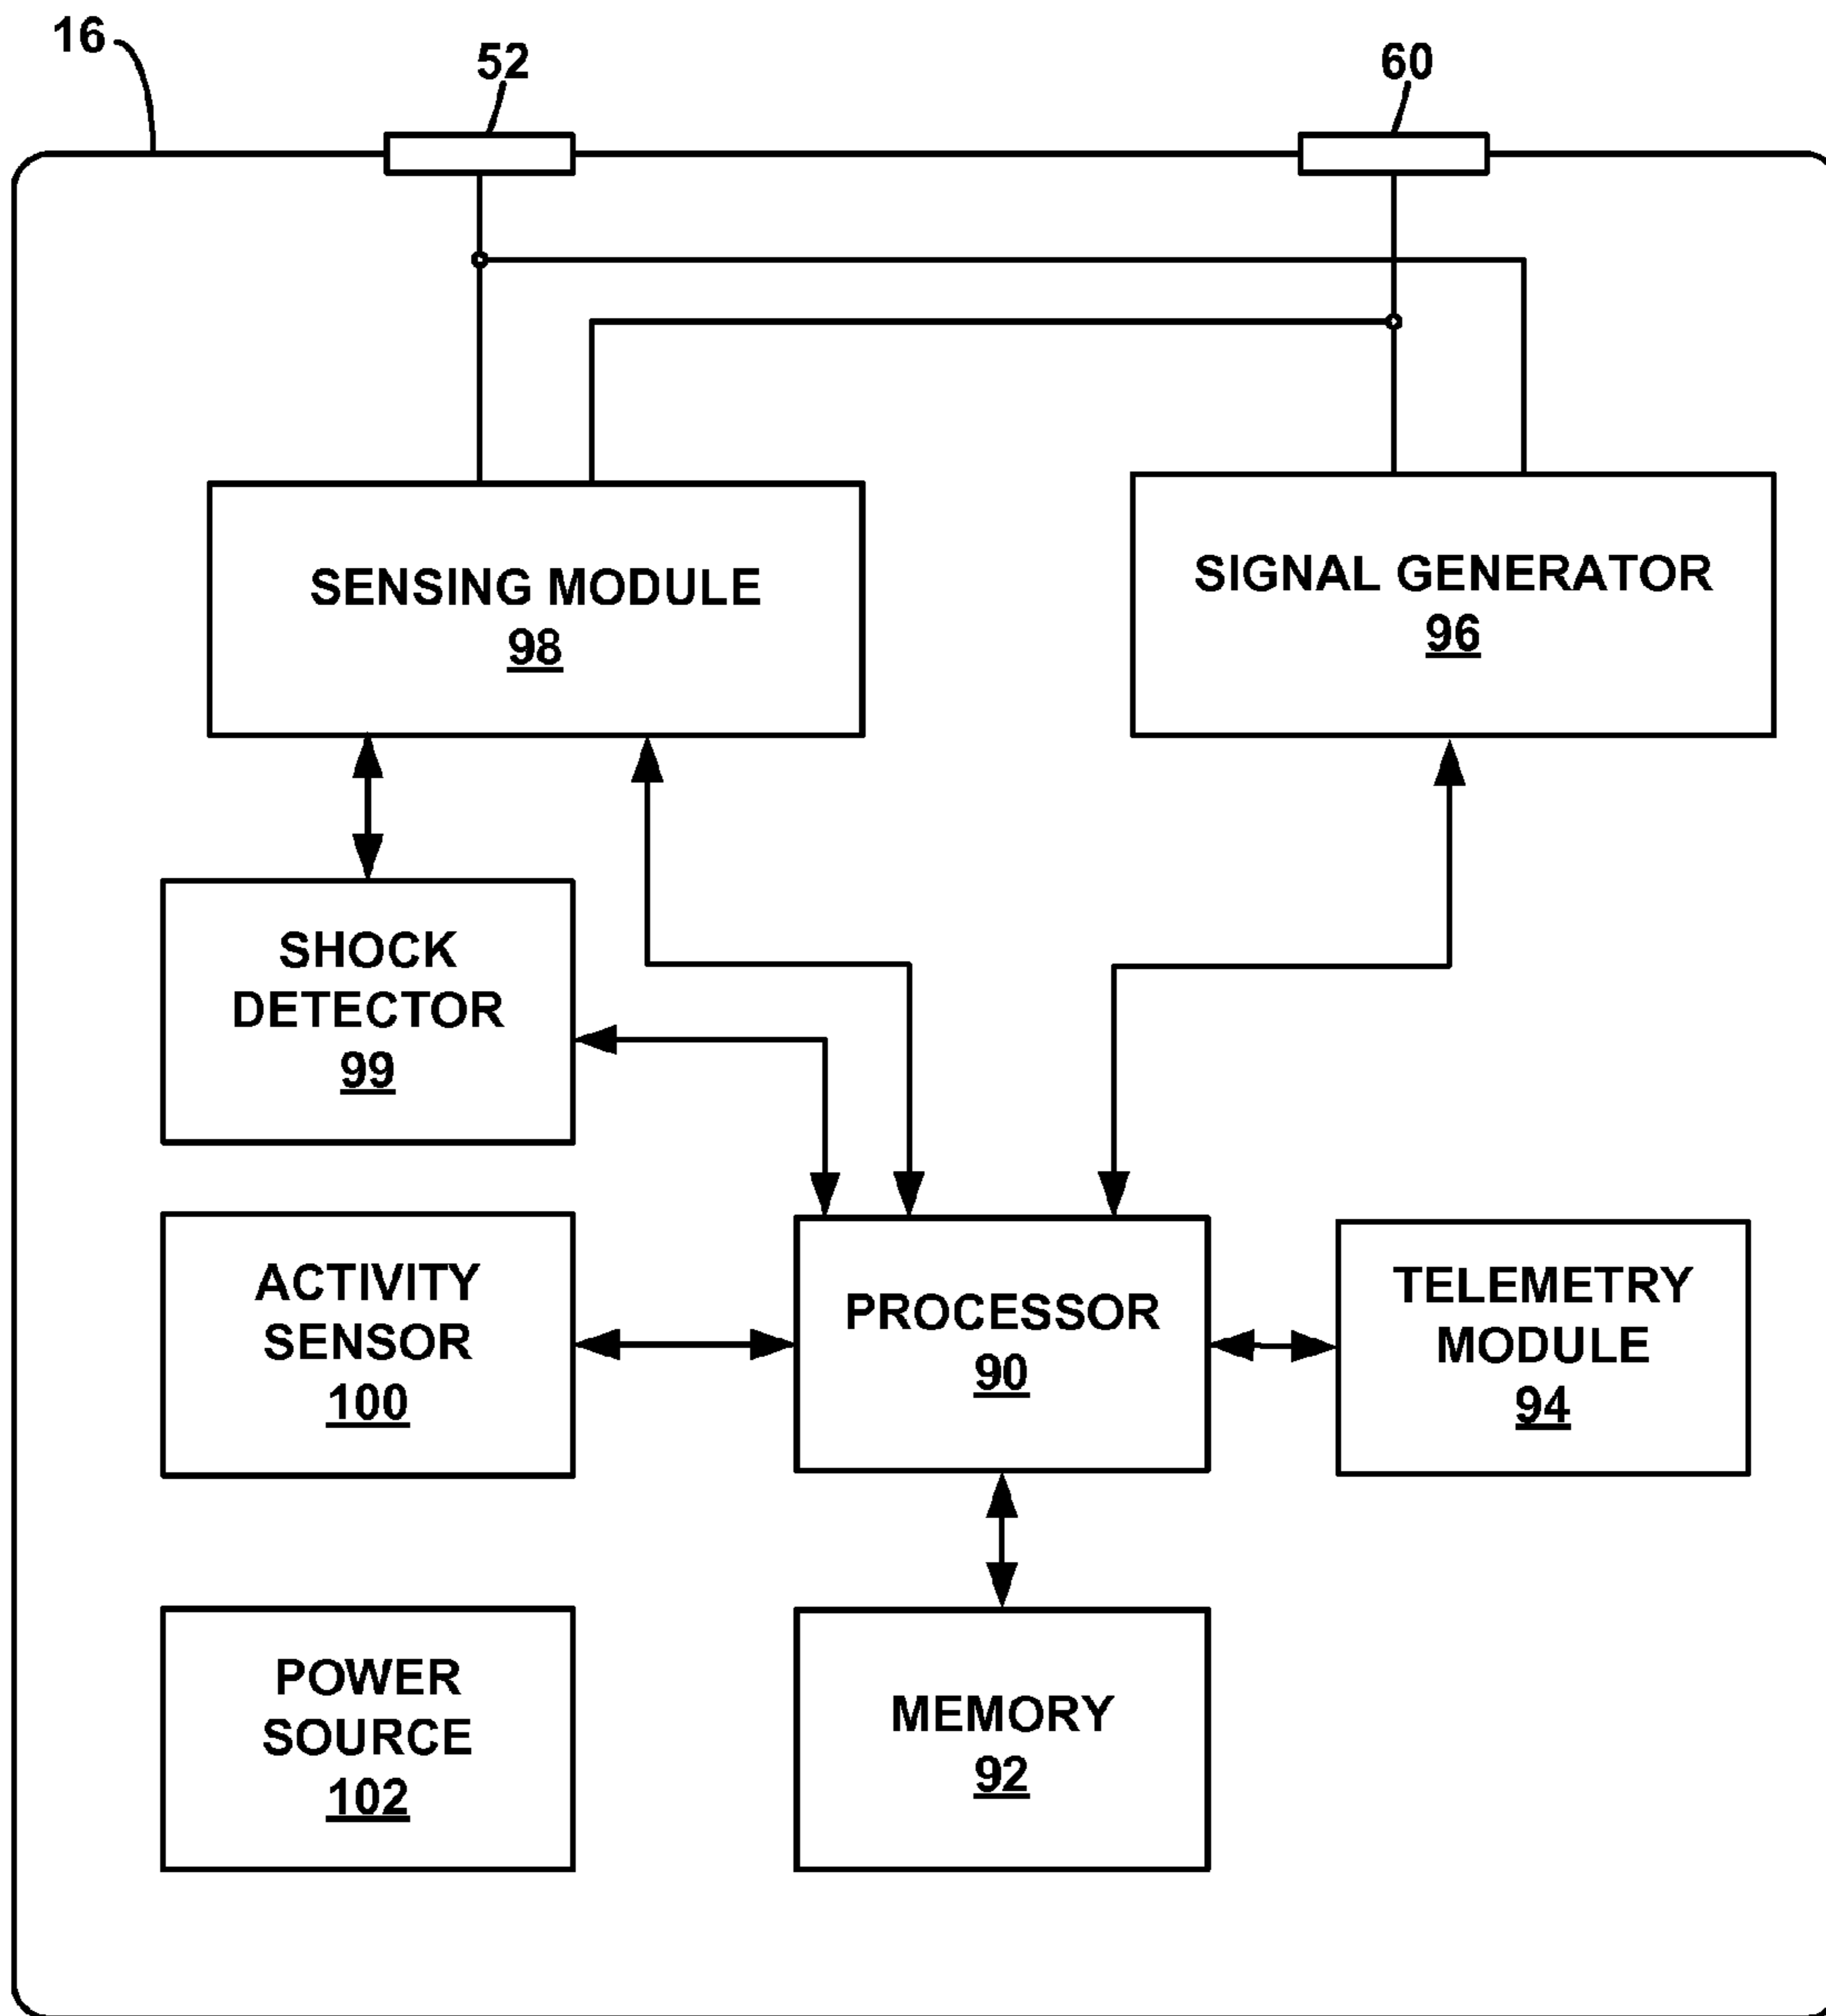 16
52
60
SENSING MODULE
98
SIGNAL GENERATOR
96
SHOCK
DETECTOR
99
ACTIVITY
SENSOR
100
PROCESSOR
90
TELEMETRY
MODULE
94
POWER
SOURCE
102
MEMORY
92